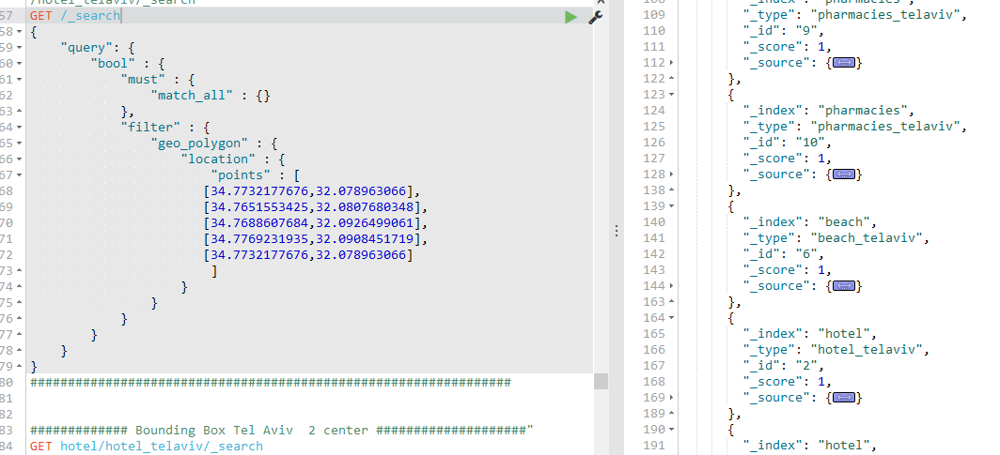 /hotel_telaviv/_search
57 GET /_search
58 {
59 "query": {
60 "bool" : {
61 "must" : {
62 "match_all" : {}
63 },
64 "filter" : {
65 "geo_polygon" : {
66 "location" : {
67 "points" : [
68 [34.7732177676,32.078963066],
69 [34.7651553425,32.0807680348],
70 [34.7688607684,32.0926499061],
71 [34.7769231935,32.0908451719],
72 [34.7732177676,32.078963066]
73 ]
74 }
75 }
76 }
77 }
78 }
79 }
80 ################################################################
81
82
83 ############# Bounding Box Tel Aviv  2 center ####################"
84 GET hotel/hotel_telaviv/_search
108 "_index": "pharmacies",
109 "_type": "pharmacies_telaviv",
110 "_id": "9",
111 "_score": 1,
112 "_source": {}
122 },
123 {
124 "_index": "pharmacies",
125 "_type": "pharmacies_telaviv",
126 "_id": "10",
127 "_score": 1,
128 "_source": {}
138 },
139 {
140 "_index": "beach",
141 "_type": "beach_telaviv",
142 "_id": "6",
143 "_score": 1,
144 "_source": {}
163 },
164 {
165 "_index": "hotel",
166 "_type": "hotel_telaviv",
167 "_id": "2",
168 "_score": 1,
169 "_source": {}
189 },
190 {
191 "_index": "hotel",